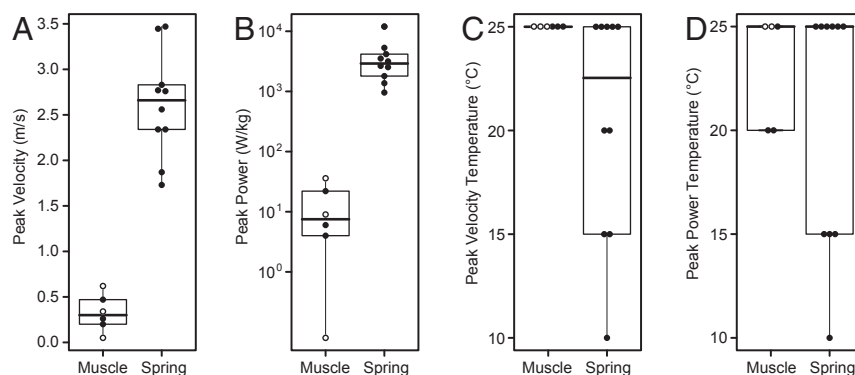 A
Peak Velocity (m/s)
3.5
3.0
2.5
2.0
1.5
1.0
0.5
0.0
Muscle Spring
B
Peak Power (W/kg)
10⁴
10³
10²
10¹
10⁰
Muscle Spring
C
Peak Velocity Temperature (°C)
25
20
15
10
Muscle Spring
D
Peak Power Temperature (°C)
25
20
15
10
Muscle Spring